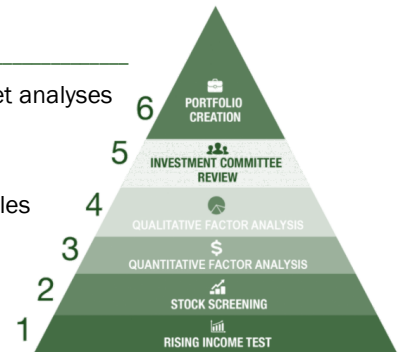 et analyses
les
6
PORTFOLIO
CREATION
5
INVESTMENT COMMITTEE
REVIEW
4
QUALITATIVE FACTOR ANALYSIS
3
$
QUANTITATIVE FACTOR ANALYSIS
2
STOCK SCREENING
1
RISING INCOME TEST